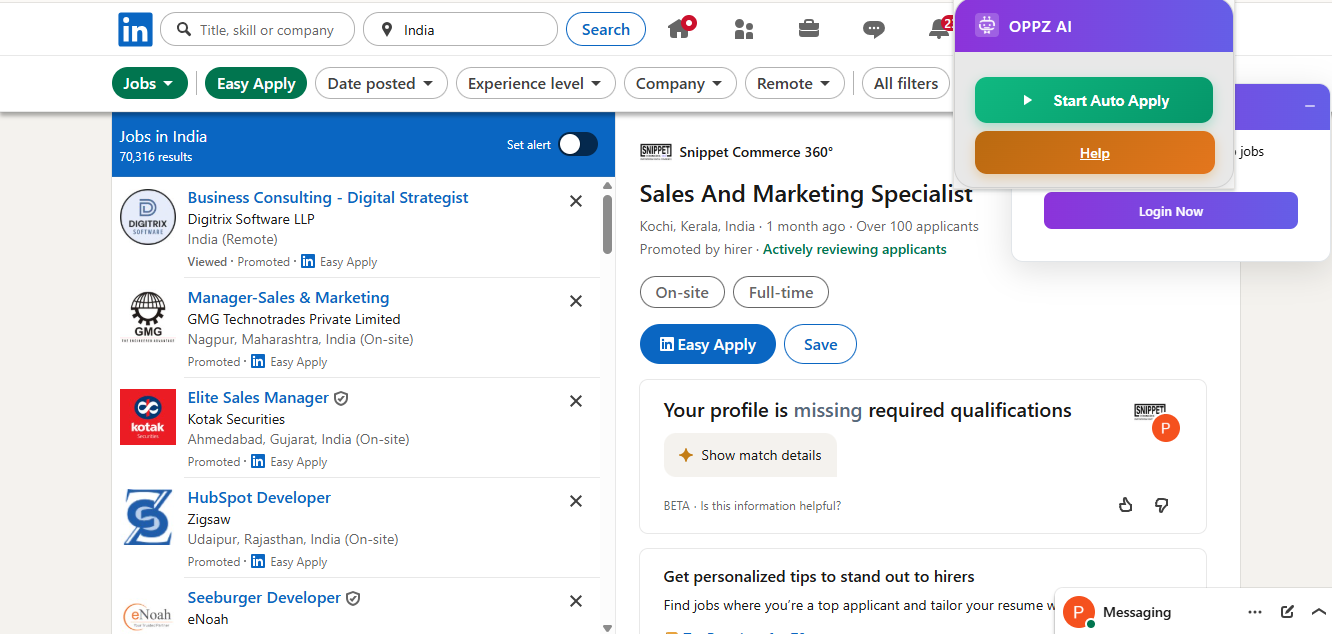 in
Title, skill or company
India
Search
OPPZ AI
Jobs
Easy Apply
Date posted
Experience level
Company
Remote
All filters
Start Auto Apply
Help
jobs
Login Now
Jobs in India
70,316 results
Set alert
Business Consulting - Digital Strategist
DIGITRIX
SOFTWARE
Digitrix Software LLP
India (Remote)
Viewed · Promoted · in Easy Apply
Manager-Sales & Marketing
GMG
GMG Technotrades Private Limited
Nagpur, Maharashtra, India (On-site)
Promoted · in Easy Apply
Elite Sales Manager
kotak
Securities
Kotak Securities
Ahmedabad, Gujarat, India (On-site)
Promoted · in Easy Apply
HubSpot Developer
Zigsaw
Udaipur, Rajasthan, India (On-site)
Promoted · in Easy Apply
Seeburger Developer
eNoah
eNoah
SNIPPET
Snippet Commerce 360°
Sales And Marketing Specialist
Kochi, Kerala, India · 1 month ago · Over 100 applicants
Promoted by hirer · Actively reviewing applicants
On-site
Full-time
in Easy Apply
Save
Your profile is missing required qualifications
SNIPPET
P
Show match details
BETA · Is this information helpful?
Get personalized tips to stand out to hirers
Find jobs where you're a top applicant and tailor your resume
P
Messaging